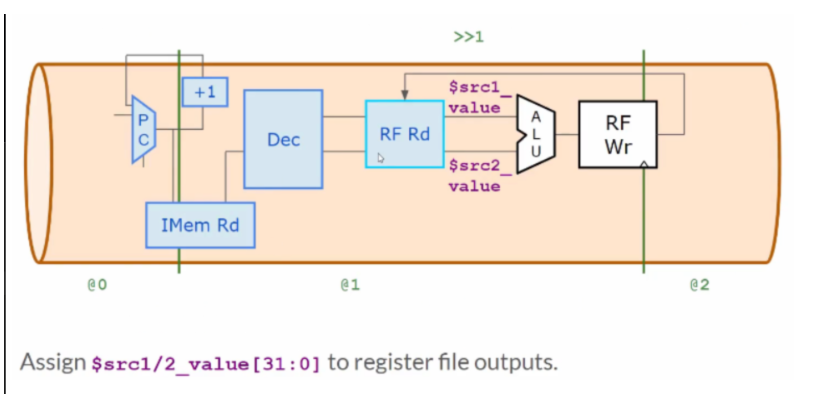 >>1
+1
$src1_
value
P
C
Dec
RF Rd
A
L
U
RF
Wr
$src2_
value
IMem Rd
@0
@1
@2
Assign $src1/2_value[31:0] to register file outputs.